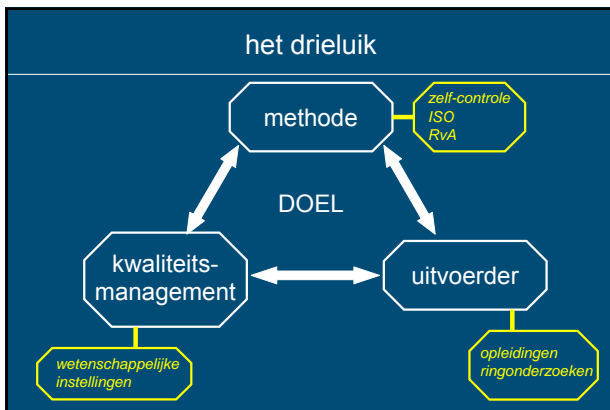 het drieluik
methode
zelf-controle
ISO
RvA
DOEL
kwaliteits-
management
uitvoerder
wetenschappelijke
instellingen
opleidingen
ringonderzoeken